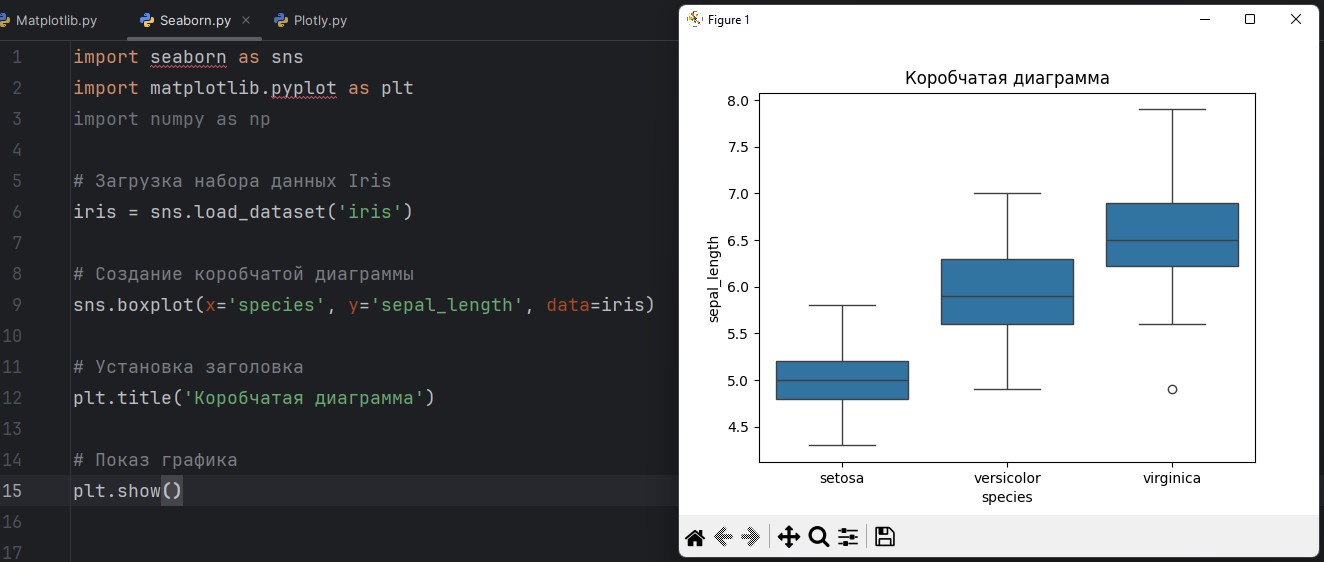 Matplotlib.py Seaborn.py × Plotly.py
1 import seaborn as sns
2 import matplotlib.pyplot as plt
3 import numpy as np
4
5 # Загрузка набора данных Iris
6 iris = sns.load_dataset('iris')
7
8 # Создание коробчатой диаграммы
9 sns.boxplot(x='species', y='sepal_length', data=iris)
10
11 # Установка заголовка
12 plt.title('Коробчатая диаграмма')
13
14 # Показ графика
15 plt.show()
16
17
Figure 1
Коробчатая диаграмма
8.0
7.5
7.0
6.5
6.0
5.5
5.0
4.5
sepal_length
setosa versicolor virginica
species